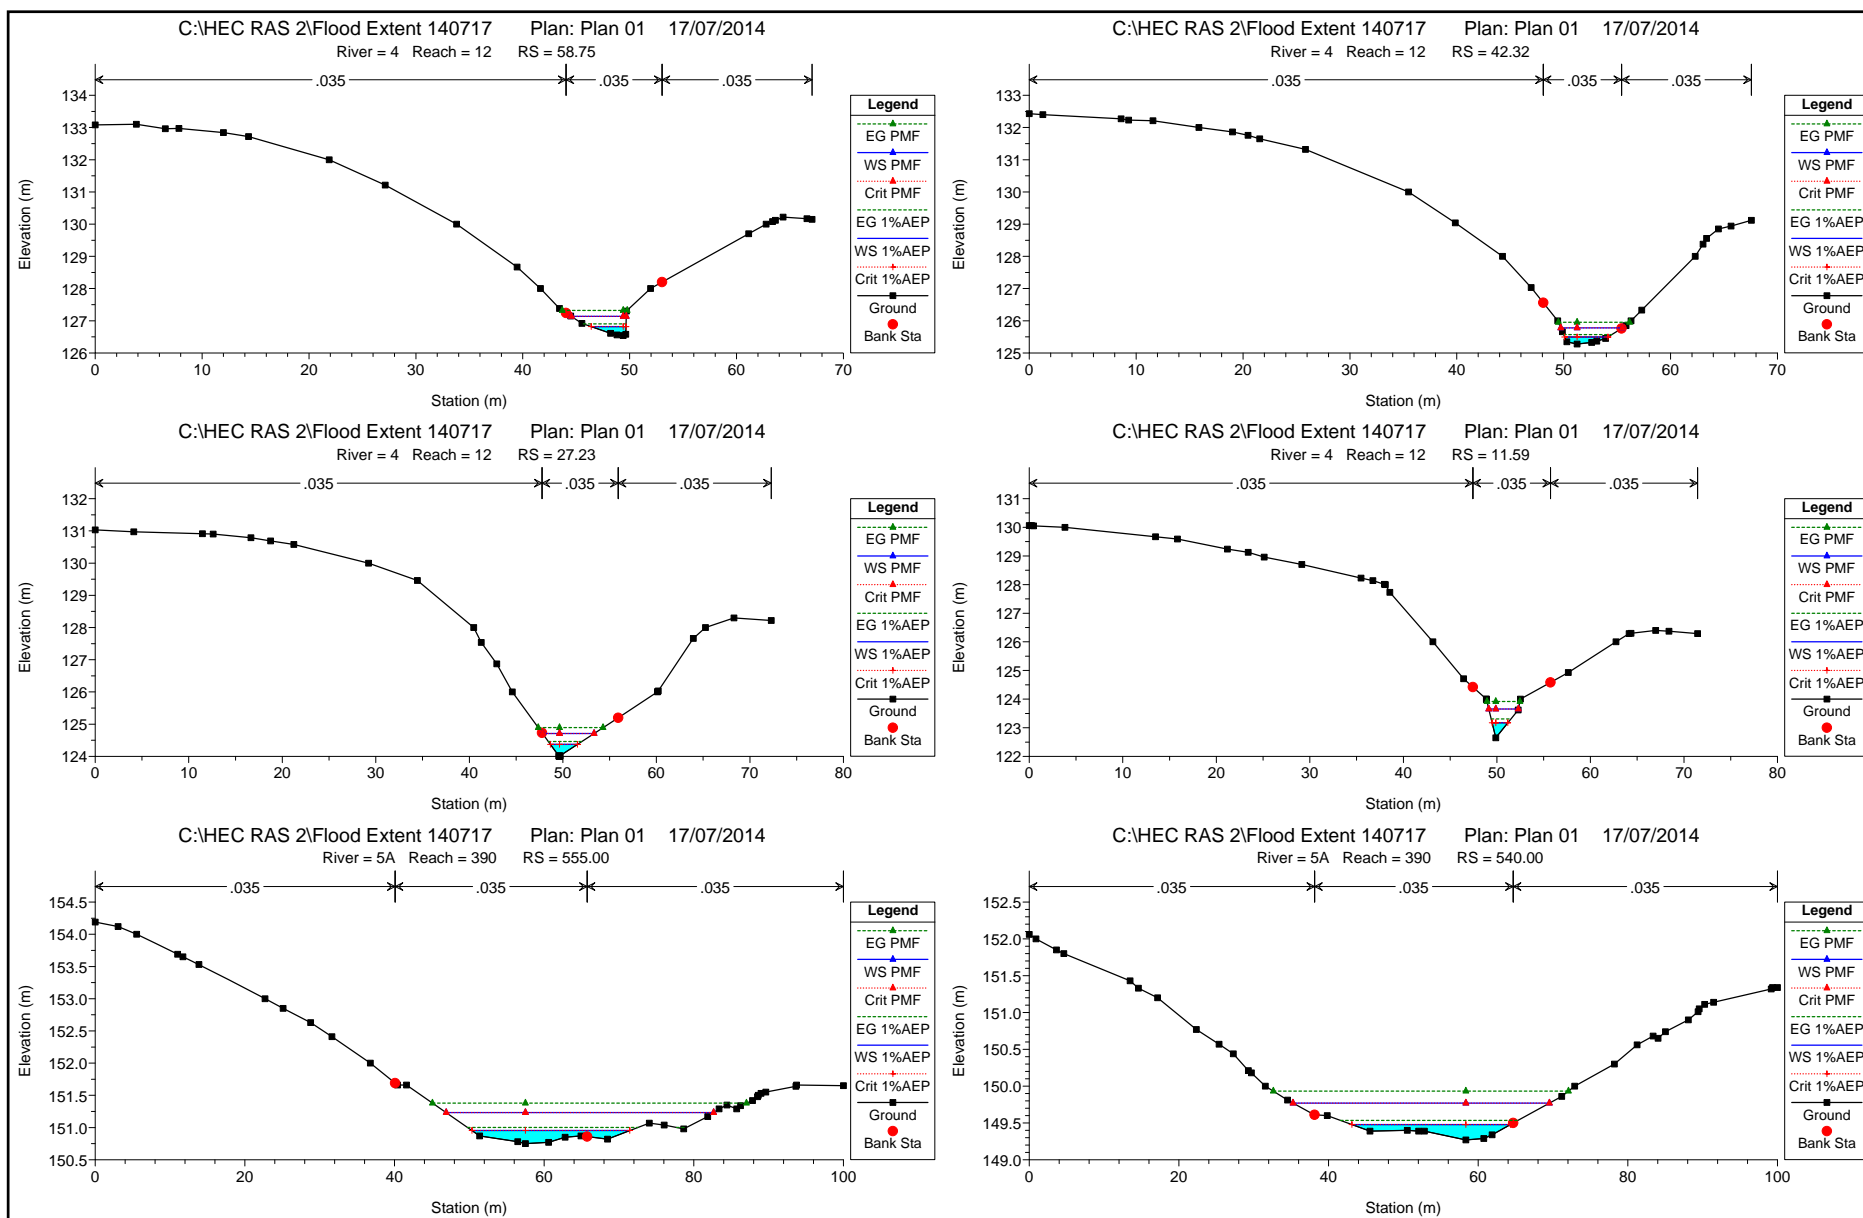 C:\HEC RAS 2\Flood Extent 140717 Plan: Plan 01 17/07/2014
River = 4 Reach = 12 RS = 58.75
.035 .035 .035
134
133
132
131
130
129
128
127
126
Elevation (m)
0 10 20 30 40 50 60 70
Station (m)
Legend
EG PMF
WS PMF
Crit PMF
EG 1%AEP
WS 1%AEP
Crit 1%AEP
Ground
Bank Sta
C:\HEC RAS 2\Flood Extent 140717 Plan: Plan 01 17/07/2014
River = 4 Reach = 12 RS = 42.32
.035 .035 .035
133
132
131
130
129
128
127
126
125
Elevation (m)
0 10 20 30 40 50 60 70
Station (m)
Legend
EG PMF
WS PMF
Crit PMF
EG 1%AEP
WS 1%AEP
Crit 1%AEP
Ground
Bank Sta
C:\HEC RAS 2\Flood Extent 140717 Plan: Plan 01 17/07/2014
River = 4 Reach = 12 RS = 27.23
.035 .035 .035
132
131
130
129
128
127
126
125
124
Elevation (m)
0 10 20 30 40 50 60 70 80
Station (m)
Legend
EG PMF
WS PMF
Crit PMF
EG 1%AEP
WS 1%AEP
Crit 1%AEP
Ground
Bank Sta
C:\HEC RAS 2\Flood Extent 140717 Plan: Plan 01 17/07/2014
River = 4 Reach = 12 RS = 11.59
.035 .035 .035
131
130
129
128
127
126
125
124
123
122
Elevation (m)
0 10 20 30 40 50 60 70 80
Station (m)
Legend
EG PMF
WS PMF
Crit PMF
EG 1%AEP
WS 1%AEP
Crit 1%AEP
Ground
Bank Sta
C:\HEC RAS 2\Flood Extent 140717 Plan: Plan 01 17/07/2014
River = 5A Reach = 390 RS = 555.00
.035 .035 .035
154.5
154.0
153.5
153.0
152.5
152.0
151.5
151.0
150.5
Elevation (m)
0 20 40 60 80 100
Station (m)
Legend
EG PMF
WS PMF
Crit PMF
EG 1%AEP
WS 1%AEP
Crit 1%AEP
Ground
Bank Sta
C:\HEC RAS 2\Flood Extent 140717 Plan: Plan 01 17/07/2014
River = 5A Reach = 390 RS = 540.00
.035 .035 .035
152.5
152.0
151.5
151.0
150.5
150.0
149.5
149.0
Elevation (m)
0 20 40 60 80 100
Station (m)
Legend
EG PMF
WS PMF
Crit PMF
EG 1%AEP
WS 1%AEP
Crit 1%AEP
Ground
Bank Sta